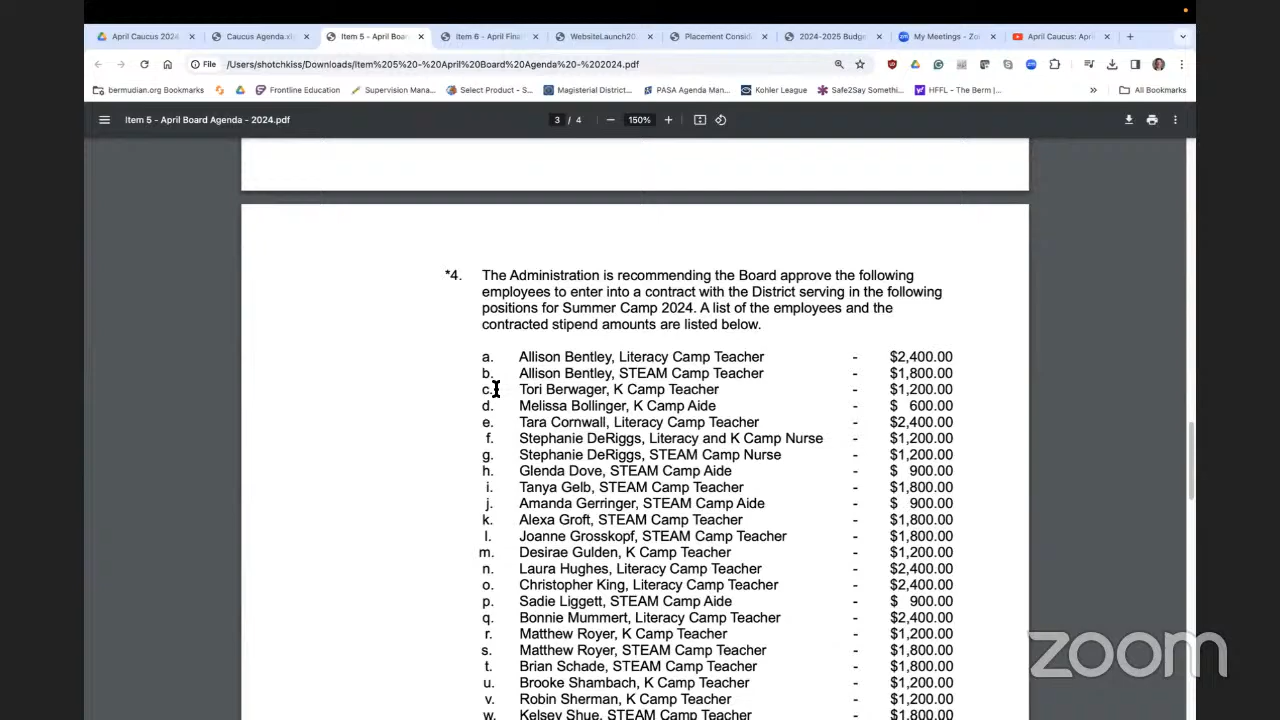 April Caucus 2024
Caucus Agenda.xl
Item 5 - April Boar
Item 6 - April Fina
WebsiteLaunch20
Placement Consid
2024-2025 Budge
My Meetings - Zo
April Caucus: Apr
File /Users/shotchkiss/Downloads/Item%205%20-%20April%20Board%20Agenda%20-%202024.pdf
bermudian.org Bookmarks Frontline Education Supervision Mana... Select Product - S... Magisterial District... PASA Agenda Man... Kohler League Safe2Say Somethi... HFFL – The Berm |... » All Bookmarks
Item 5 - April Board Agenda - 2024.pdf 3 / 4 150%
*4. The Administration is recommending the Board approve the following
employees to enter into a contract with the District serving in the following
positions for Summer Camp 2024. A list of the employees and the
contracted stipend amounts are listed below.
a. Allison Bentley, Literacy Camp Teacher - $2,400.00
b. Allison Bentley, STEAM Camp Teacher - $1,800.00
c. Tori Berwager, K Camp Teacher - $1,200.00
d. Melissa Bollinger, K Camp Aide - $ 600.00
e. Tara Cornwall, Literacy Camp Teacher - $2,400.00
f. Stephanie DeRiggs, Literacy and K Camp Nurse - $1,200.00
g. Stephanie DeRiggs, STEAM Camp Nurse - $1,200.00
h. Glenda Dove, STEAM Camp Aide - $ 900.00
i. Tanya Gelb, STEAM Camp Teacher - $1,800.00
j. Amanda Gerringer, STEAM Camp Aide - $ 900.00
k. Alexa Groft, STEAM Camp Teacher - $1,800.00
l. Joanne Grosskopf, STEAM Camp Teacher - $1,800.00
m. Desirae Gulden, K Camp Teacher - $1,200.00
n. Laura Hughes, Literacy Camp Teacher - $2,400.00
o. Christopher King, Literacy Camp Teacher - $2,400.00
p. Sadie Liggett, STEAM Camp Aide - $ 900.00
q. Bonnie Mummert, Literacy Camp Teacher - $2,400.00
r. Matthew Royer, K Camp Teacher - $1,200.00
s. Matthew Royer, STEAM Camp Teacher - $1,800.00
t. Brian Schade, STEAM Camp Teacher - $1,800.00
u. Brooke Shambach, K Camp Teacher - $1,200.00
v. Robin Sherman, K Camp Teacher - $1,200.00
w. Kelsey Shue, STEAM Camp Teacher - $1,800.00
zoom